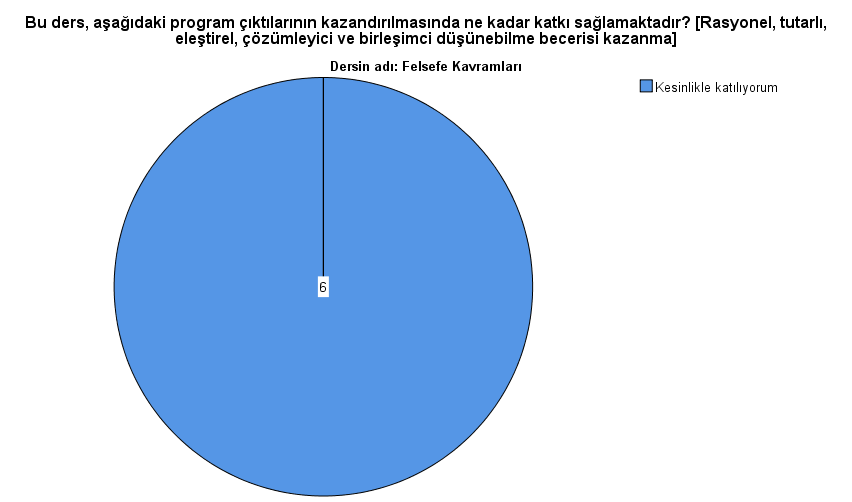 Bu ders, aşağıdaki program çıktılarının kazandırılmasında ne kadar katkı sağlamaktadır? [Rasyonel, tutarlı,
eleştirel, çözümleyici ve birleşimci düşünebilme becerisi kazanma]
Dersin adı: Felsefe Kavramları
Kesinlikle katılıyorum
6